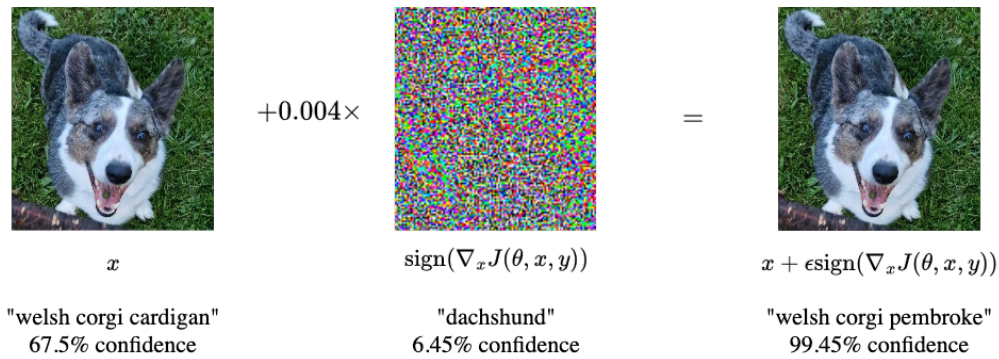 +0.004×
=
x
sign(∇ₓJ(θ, x, y))
x + ϵsign(∇ₓJ(θ, x, y))
"welsh corgi cardigan"
"dachshund"
"welsh corgi pembroke"
67.5% confidence
6.45% confidence
99.45% confidence